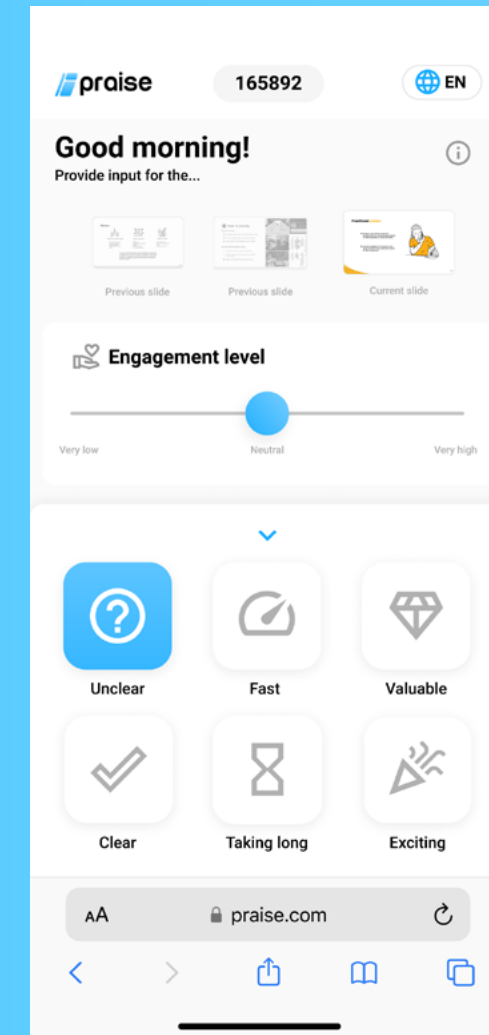 praise
165892
EN
Good morning!
Provide input for the...
Previous slide
Previous slide
Current slide
Engagement level
Very low
Neutral
Very high
Unclear
Fast
Valuable
Clear
Taking long
Exciting
AA
praise.com